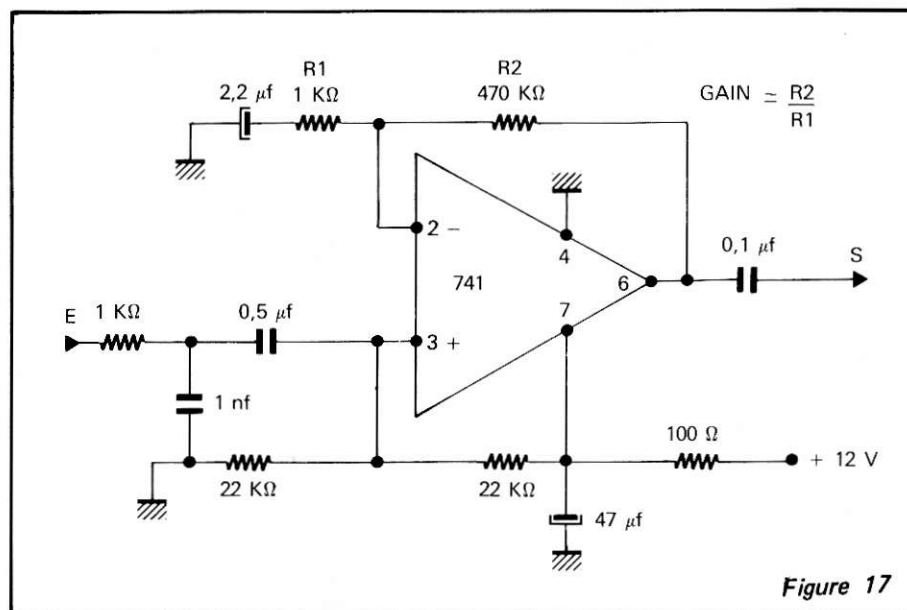 R1
1 KΩ
R2
470 KΩ
2,2 µf
GAIN ≃ R2
R1
2 –
4
0,1 µf
S
741
6
E
1 KΩ
0,5 µf
7
3 +
1 nf
100 Ω
+ 12 V
22 KΩ
22 KΩ
47 µf
Figure 17